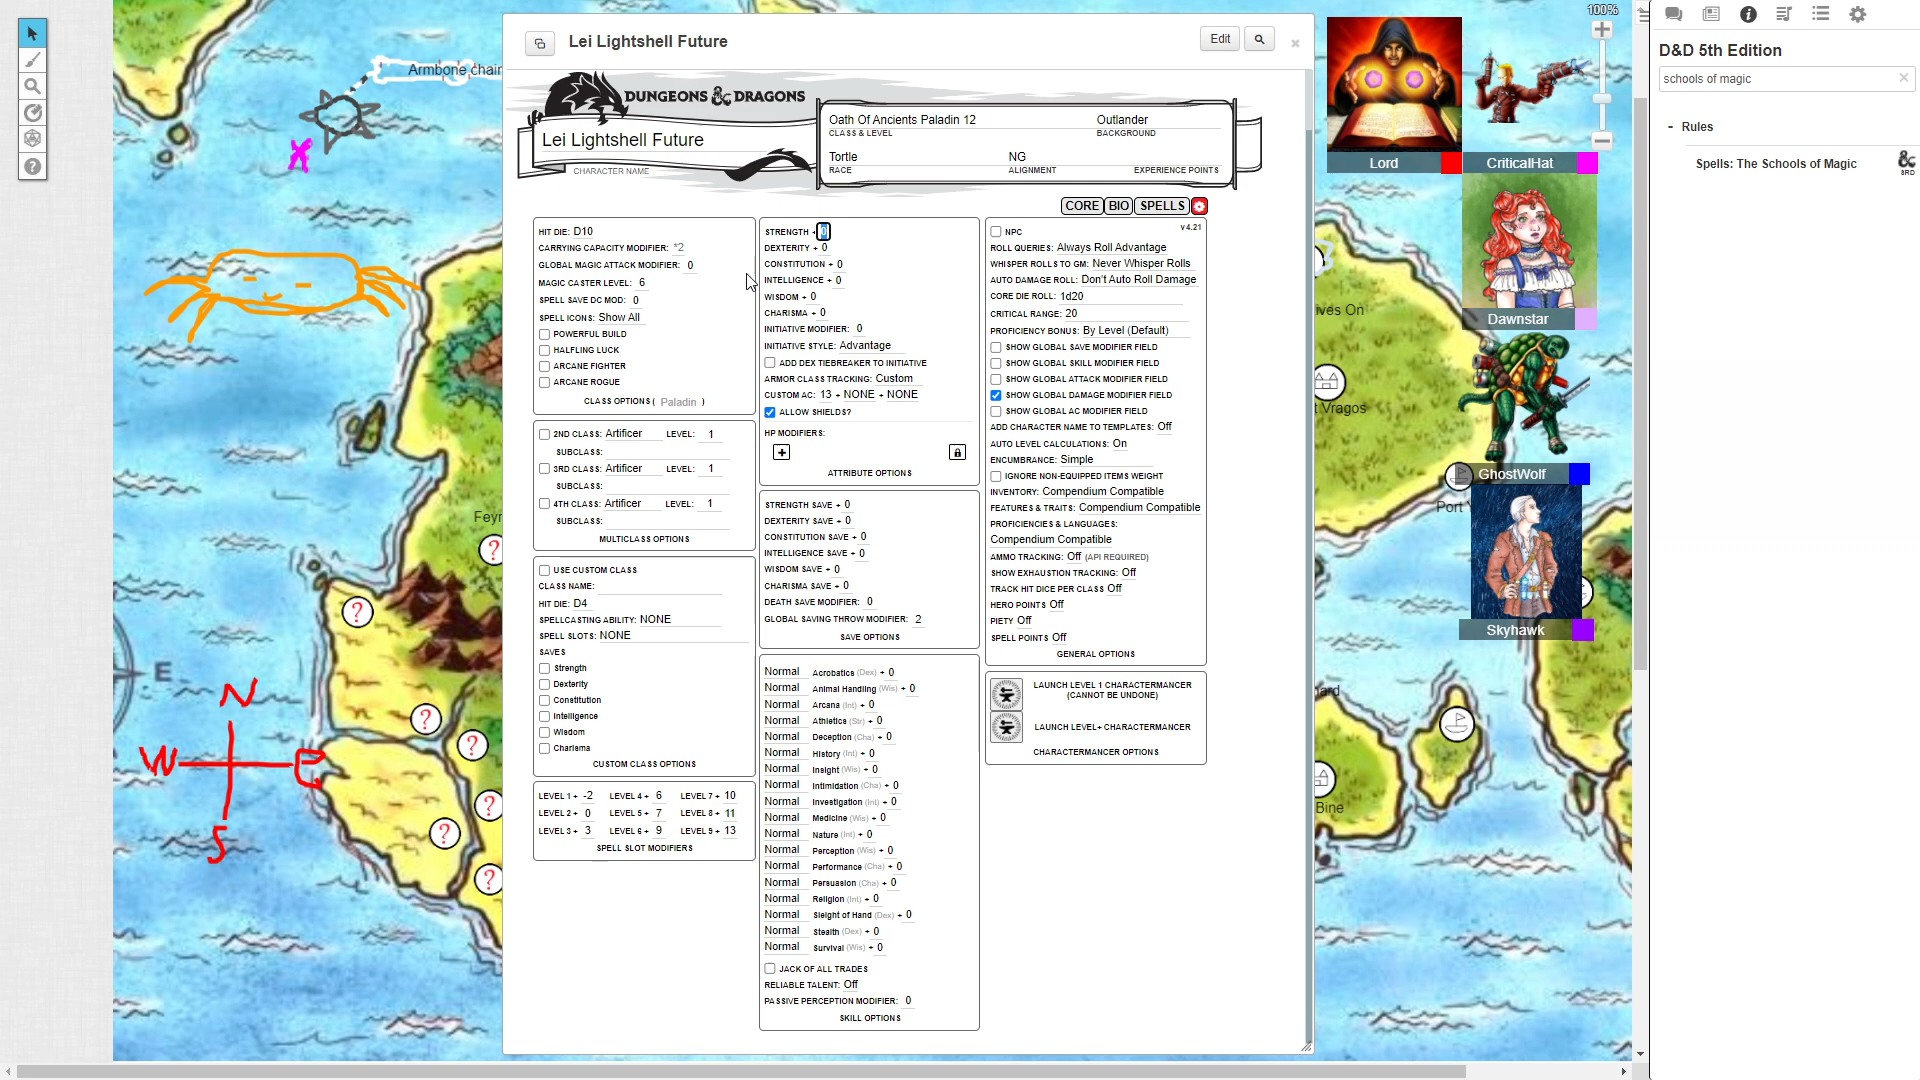 Lei Lightshell Future
Edit
DUNGEONS & DRAGONS
Lei Lightshell Future
CHARACTER NAME
Oath Of Ancients Paladin 12
Outlander
CLASS & LEVEL
BACKGROUND
Tortle
NG
RACE
ALIGNMENT
EXPERIENCE POINTS
CORE
BIO
SPELLS
HIT DIE: D10
CARRYING CAPACITY MODIFIER: *2
GLOBAL MAGIC ATTACK MODIFIER: 0
MAGIC CASTER LEVEL: 6
SPELL SAVE DC MOD: 0
SPELL ICONS: Show All
POWERFUL BUILD
HALFLING LUCK
ARCANE FIGHTER
ARCANE ROGUE
CLASS OPTIONS ( Paladin )
2ND CLASS: Artificer LEVEL: 1
SUBCLASS:
3RD CLASS: Artificer LEVEL: 1
SUBCLASS:
4TH CLASS: Artificer LEVEL: 1
SUBCLASS:
MULTICLASS OPTIONS
USE CUSTOM CLASS
CLASS NAME:
HIT DIE: D4
SPELLCASTING ABILITY: NONE
SPELL SLOTS: NONE
SAVES
Strength
Dexterity
Constitution
Intelligence
Wisdom
Charisma
CUSTOM CLASS OPTIONS
LEVEL 1 + -2 LEVEL 4 + 6 LEVEL 7 + 10
LEVEL 2 + 0 LEVEL 5 + 7 LEVEL 8 + 11
LEVEL 3 + 3 LEVEL 6 + 9 LEVEL 9 + 13
SPELL SLOT MODIFIERS
STRENGTH + 0
DEXTERITY + 0
CONSTITUTION + 0
INTELLIGENCE + 0
WISDOM + 0
CHARISMA + 0
INITIATIVE MODIFIER: 0
INITIATIVE STYLE: Advantage
ADD DEX TIEBREAKER TO INITIATIVE
ARMOR CLASS TRACKING: Custom
CUSTOM AC: 13 + NONE + NONE
ALLOW SHIELDS?
HP MODIFIERS:
ATTRIBUTE OPTIONS
STRENGTH SAVE + 0
DEXTERITY SAVE + 0
CONSTITUTION SAVE + 0
INTELLIGENCE SAVE + 0
WISDOM SAVE + 0
CHARISMA SAVE + 0
DEATH SAVE MODIFIER: 0
GLOBAL SAVING THROW MODIFIER: 2
SAVE OPTIONS
Normal Acrobatics (Dex) + 0
Normal Animal Handling (Wis) + 0
Normal Arcana (Int) + 0
Normal Athletics (Str) + 0
Normal Deception (Cha) + 0
Normal History (Int) + 0
Normal Insight (Wis) + 0
Normal Intimidation (Cha) + 0
Normal Investigation (Int) + 0
Normal Medicine (Wis) + 0
Normal Nature (Int) + 0
Normal Perception (Wis) + 0
Normal Performance (Cha) + 0
Normal Persuasion (Cha) + 0
Normal Religion (Int) + 0
Normal Sleight of Hand (Dex) + 0
Normal Stealth (Dex) + 0
Normal Survival (Wis) + 0
JACK OF ALL TRADES
RELIABLE TALENT: Off
PASSIVE PERCEPTION MODIFIER: 0
SKILL OPTIONS
NPC
v4.21
ROLL QUERIES: Always Roll Advantage
WHISPER ROLLS TO GM: Never Whisper Rolls
AUTO DAMAGE ROLL: Don't Auto Roll Damage
CORE DIE ROLL: 1d20
CRITICAL RANGE: 20
PROFICIENCY BONUS: By Level (Default)
SHOW GLOBAL SAVE MODIFIER FIELD
SHOW GLOBAL SKILL MODIFIER FIELD
SHOW GLOBAL ATTACK MODIFIER FIELD
SHOW GLOBAL DAMAGE MODIFIER FIELD
SHOW GLOBAL AC MODIFIER FIELD
ADD CHARACTER NAME TO TEMPLATES: Off
AUTO LEVEL CALCULATIONS: On
ENCUMBRANCE: Simple
IGNORE NON-EQUIPPED ITEMS WEIGHT
INVENTORY: Compendium Compatible
FEATURES & TRAITS: Compendium Compatible
PROFICIENCIES & LANGUAGES:
Compendium Compatible
AMMO TRACKING: Off (API REQUIRED)
SHOW EXHAUSTION TRACKING: Off
TRACK HIT DICE PER CLASS Off
HERO POINTS Off
PIETY Off
SPELL POINTS Off
GENERAL OPTIONS
LAUNCH LEVEL 1 CHARACTERMANCER
(CANNOT BE UNDONE)
LAUNCH LEVEL+ CHARACTERMANCER
CHARACTERMANCER OPTIONS
Armbone chain
X
Feyr
E
N
W
E
S
? ? ? ? ? ? ? ?
ives On
t Vragos
Port
ard
Bine
100%
Lord
CriticalHat
Dawnstar
GhostWolf
Skyhawk
D&D 5th Edition
schools of magic
- Rules
Spells: The Schools of Magic
SRD